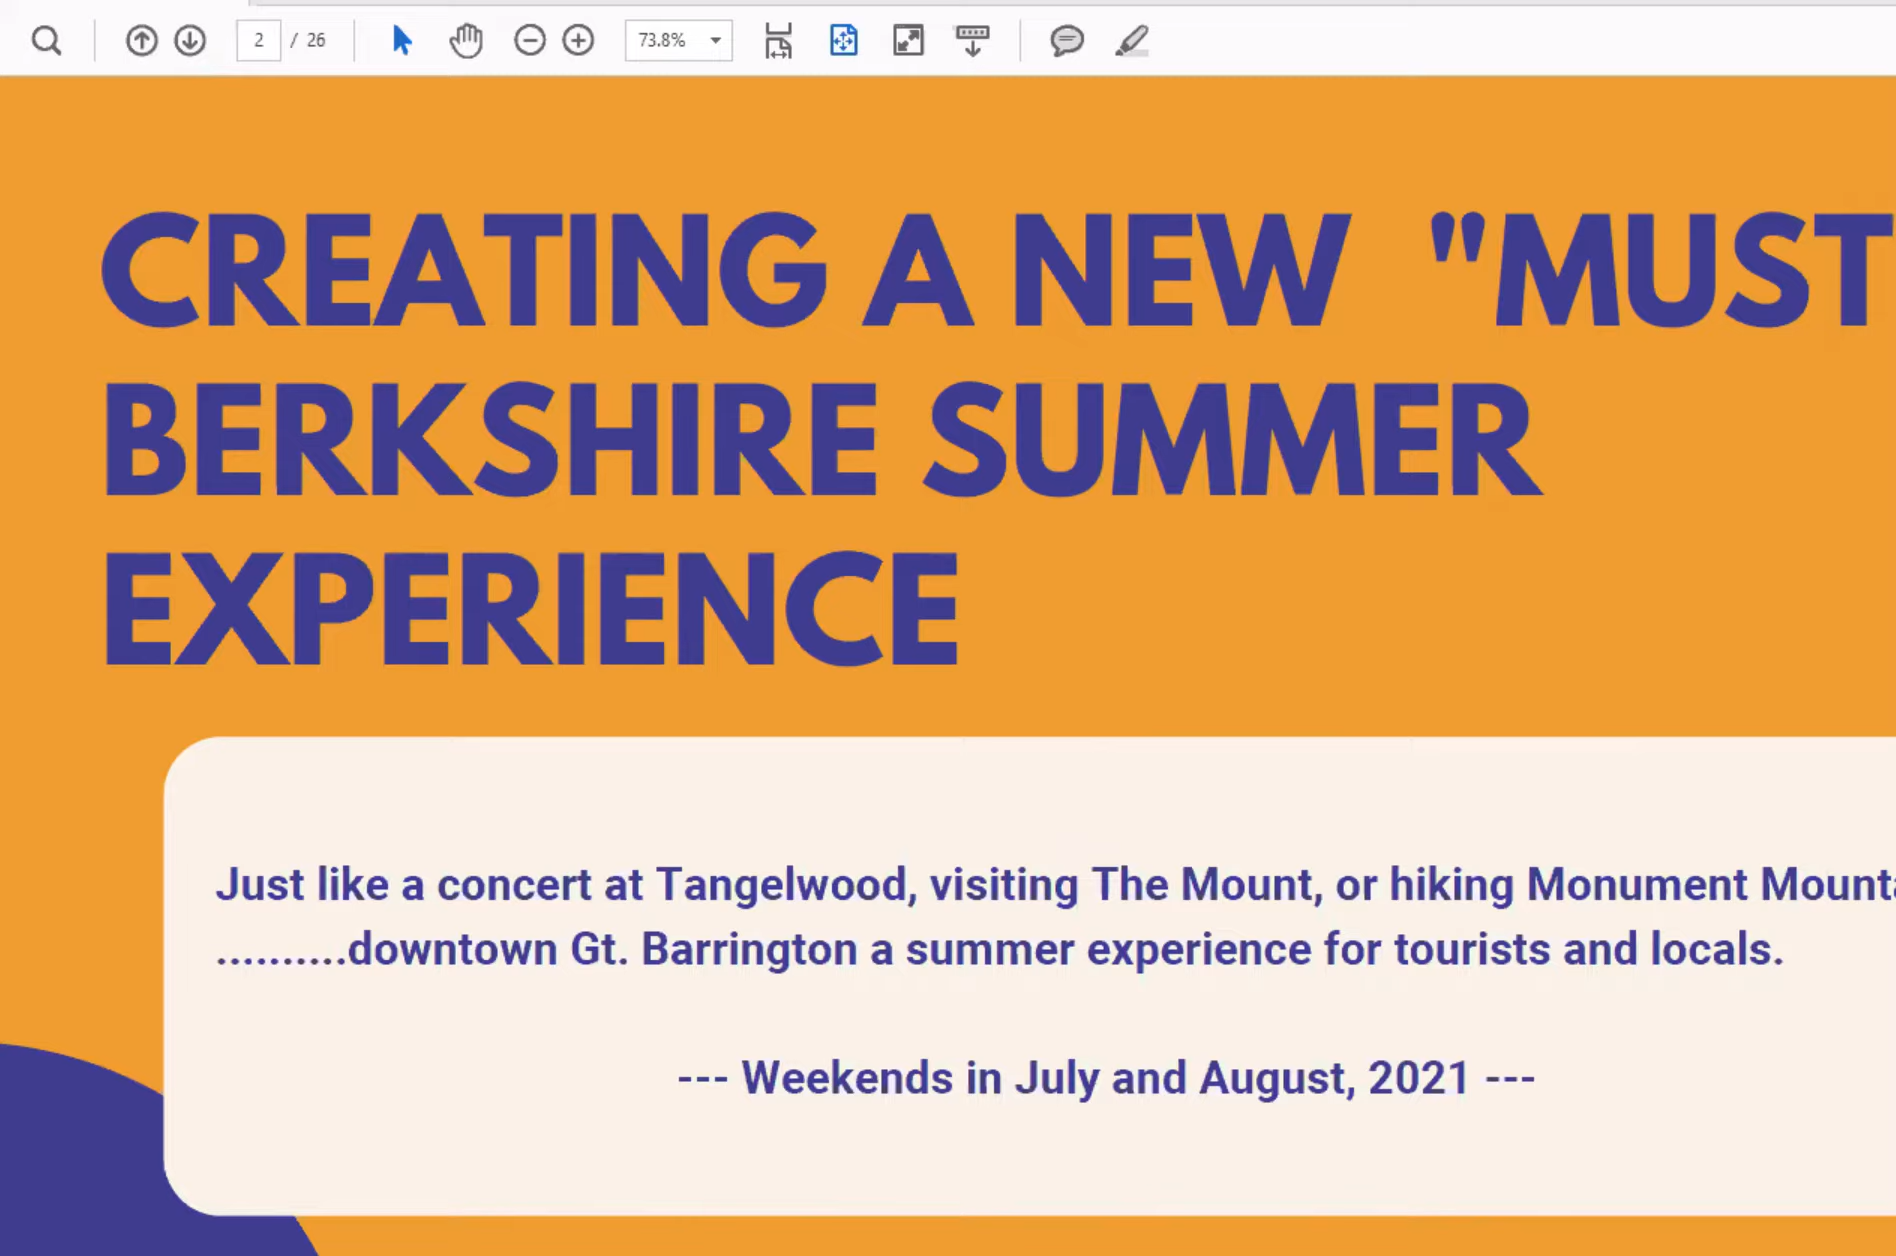 2 / 26 73.8%
CREATING A NEW "MUST
BERKSHIRE SUMMER
EXPERIENCE
Just like a concert at Tangelwood, visiting The Mount, or hiking Monument
..........downtown Gt. Barrington a summer experience for tourists and locals.
--- Weekends in July and August, 2021 ---